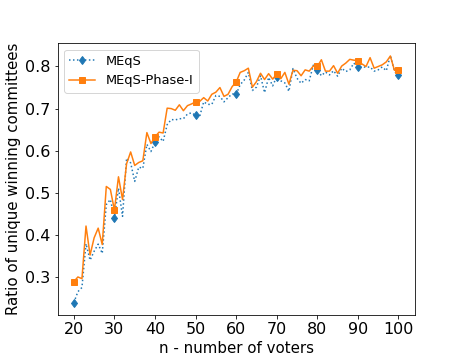 MEqS
MEqS-Phase-I
Ratio of unique winning committees
0.8
0.7
0.6
0.5
0.4
0.3
20 30 40 50 60 70 80 90 100
n - number of voters